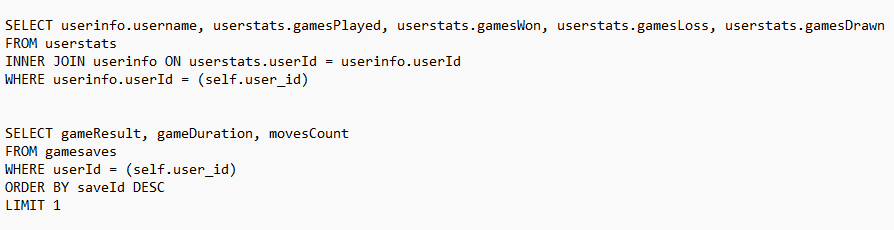 SELECT userinfo.username, userstats.gamesPlayed, userstats.gamesWon, userstats.gamesLoss, userstats.gamesDrawn
FROM userstats
INNER JOIN userinfo ON userstats.userId = userinfo.userId
WHERE userinfo.userId = (self.user_id)
SELECT gameResult, gameDuration, movesCount
FROM gamesaves
WHERE userId = (self.user_id)
ORDER BY saveId DESC
LIMIT 1